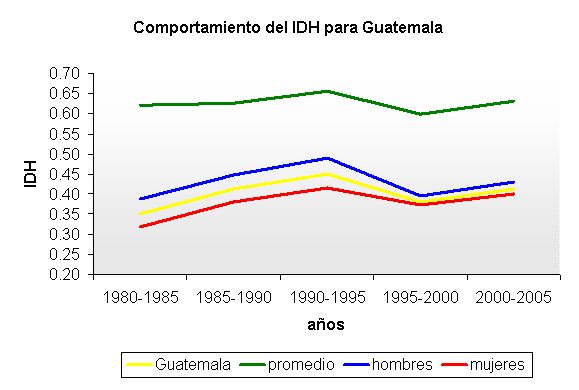 Comportamiento del IDH para Guatemala
0.70
0.65
0.60
0.55
0.50
0.45
0.40
0.35
0.30
0.25
0.20
IDH
1980-1985 1985-1990 1990-1995 1995-2000 2000-2005
años
Guatemala promedio hombres mujeres